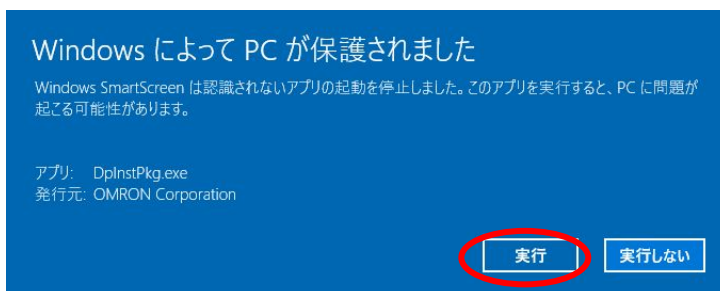 Windows によって PC が保護されました
Windows SmartScreen は認識されないアプリの起動を停止しました。このアプリを実行すると、PC に問題が
起こる可能性があります。
アプリ: DpInstPkg.exe
発行元: OMRON Corporation
実行 実行しない